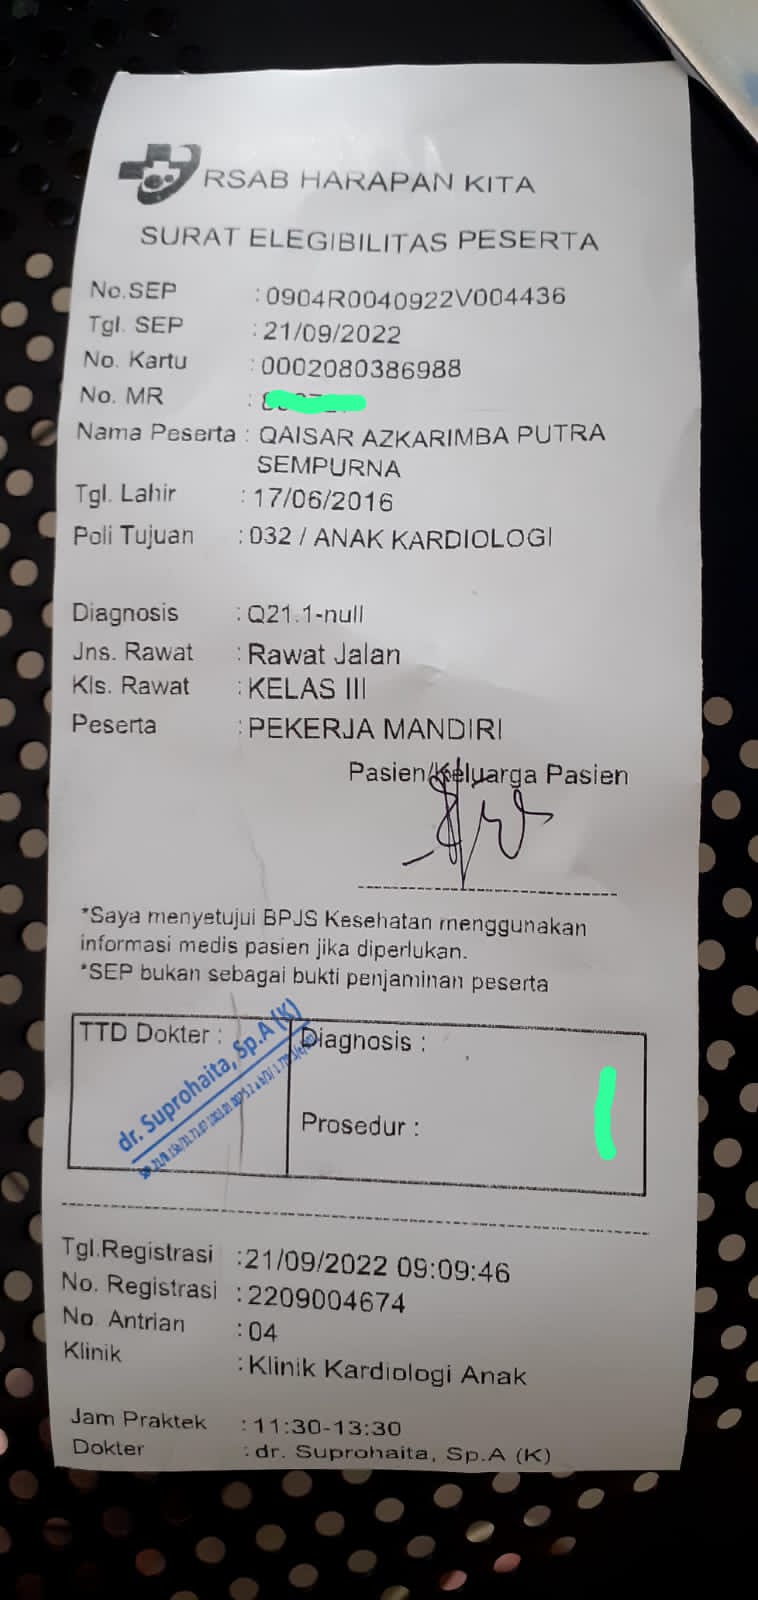 RSAB HARAPAN KITA
SURAT ELEGIBILITAS PESERTA
No.SEP : 0904R0040922V004436
Tgl. SEP : 21/09/2022
No. Kartu : 0002080386988
No. MR :
Nama Peserta : QAISAR AZKARIMBA PUTRA
SEMPURNA
Tgl. Lahir : 17/06/2016
Poli Tujuan : 032 / ANAK KARDIOLOGI
Diagnosis : Q21.1-null
Jns. Rawat : Rawat Jalan
Kls. Rawat : KELAS III
Peserta : PEKERJA MANDIRI
Pasien/Keluarga Pasien
*Saya menyetujui BPJS Kesehatan menggunakan
informasi medis pasien jika diperlukan.
*SEP bukan sebagai bukti penjaminan peserta
TTD Dokter :
dr. Suprohaita, Sp.A (K)
Diagnosis :
Prosedur :
Tgl.Registrasi : 21/09/2022 09:09:46
No. Registrasi : 2209004674
No. Antrian : 04
Klinik : Klinik Kardiologi Anak
Jam Praktek : 11:30-13:30
Dokter : dr. Suprohaita, Sp.A (K)